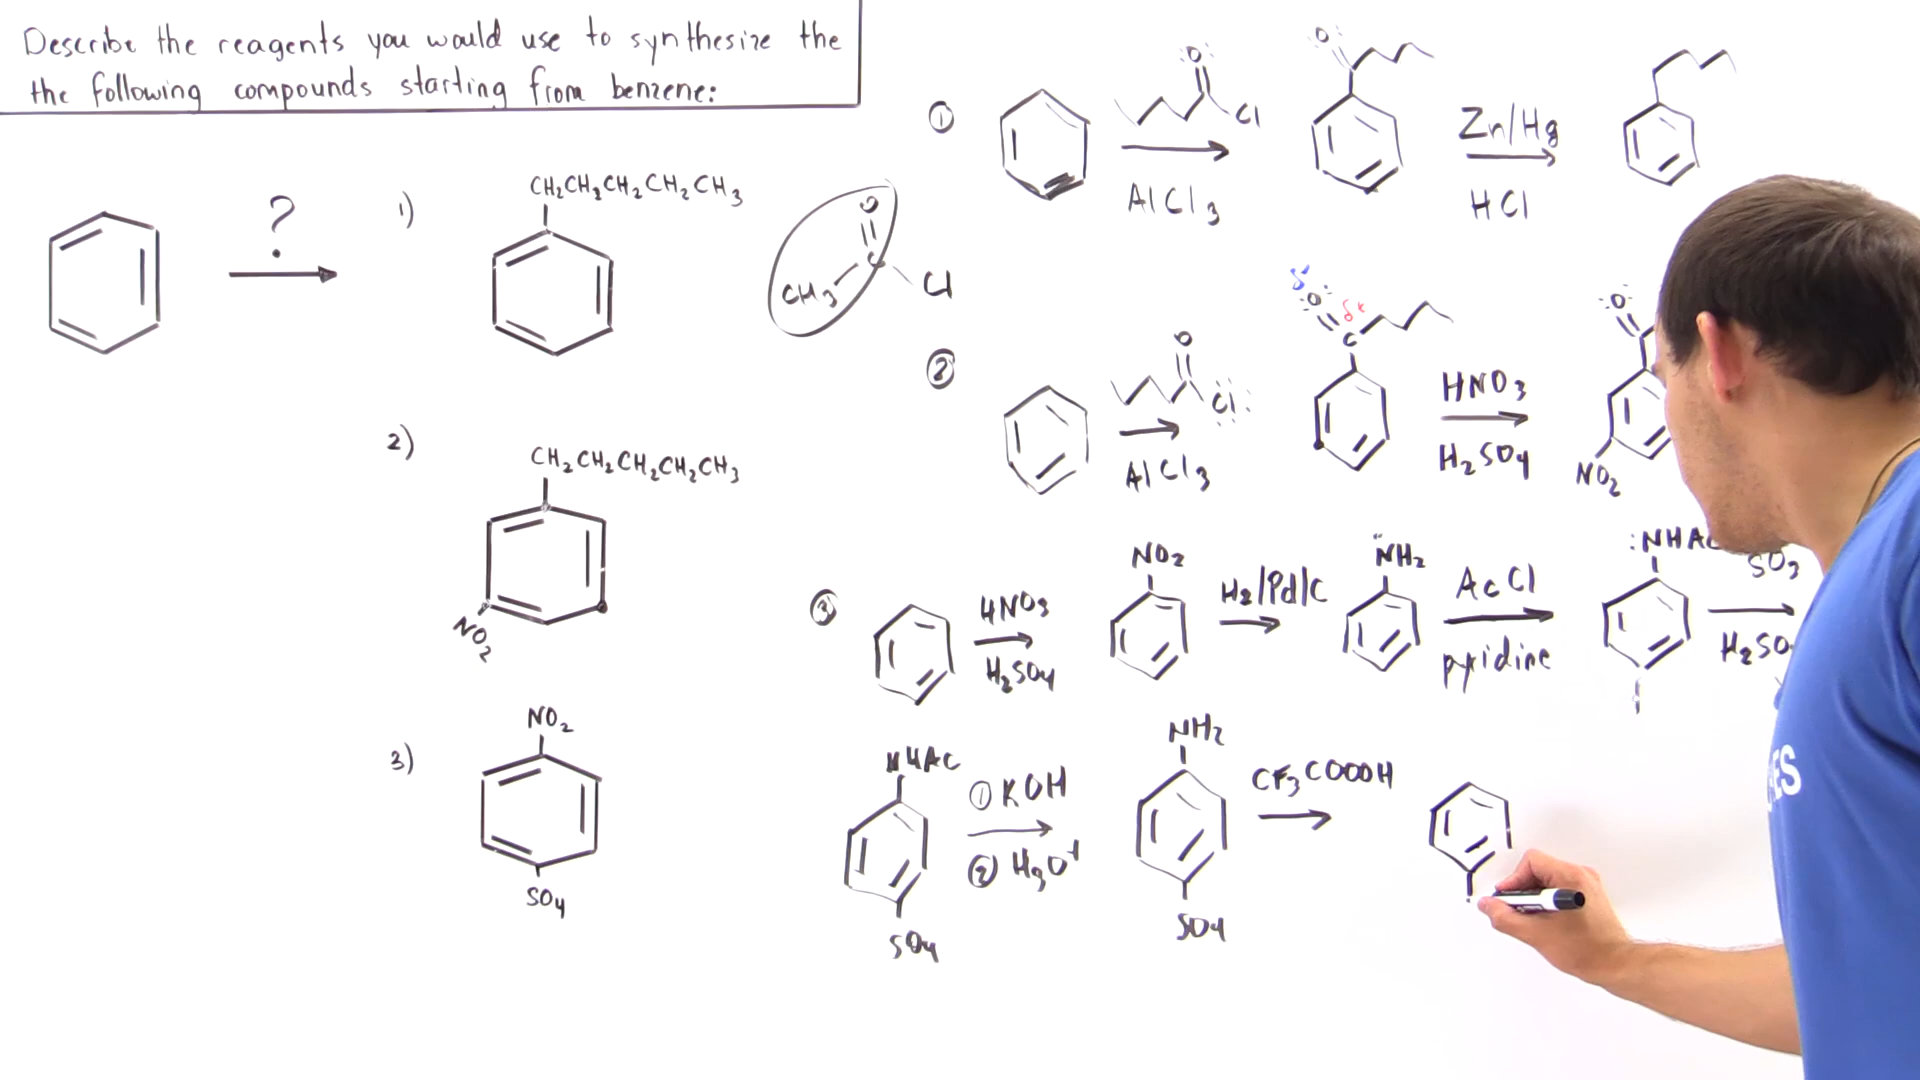 Describe the reagents you would use to synthesize the
the following compounds starting from benzene:
?
1)
CH₂CH₂CH₂CH₂CH₃
O
C
CH₃
Cl
2)
CH₂CH₂CH₂CH₂CH₃
NO₂
3)
NO₂
SO₄
①
O
Cl
AlCl₃
O
Zn/Hg
HCl
②
O
Cl
AlCl₃
δ-
O
δ+
C
HNO₃
H₂SO₄
O
NO₂
③
HNO₃
H₂SO₄
NO₂
H₂/Pd/C
NH₂
AcCl
pyridine
:NHAc
SO₃
H₂SO
NHAc
SO₄
① KOH
② H₃O⁺
NH₂
SO₄
CF₃COOOH
ES